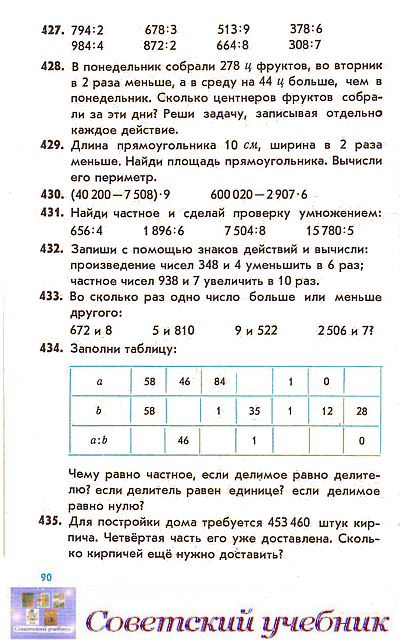 427. 794:2 678:3 513:9 378:6
984:4 872:2 664:8 308:7
428. В понедельник собрали 278 ц фруктов, во вторник
в 2 раза меньше, а в среду на 44 ц больше, чем в
понедельник. Сколько центнеров фруктов собра-
ли за эти дни? Реши задачу, записывая отдельно
каждое действие.
429. Длина прямоугольника 10 см, ширина в 2 раза
меньше. Найди площадь прямоугольника. Вычисли
его периметр.
430. (40 200—7 508)·9 600 020—2 907·6
431. Найди частное и сделай проверку умножением:
656:4 1 896:6 7 504:8 15 780:5
432. Запиши с помощью знаков действий и вычисли:
произведение чисел 348 и 4 уменьшить в 6 раз;
частное чисел 938 и 7 увеличить в 10 раз.
433. Во сколько раз одно число больше или меньше
другого:
672 и 8 5 и 810 9 и 522 2 506 и 7?
434. Заполни таблицу:
a 58 46 84 1 0
b 58 1 35 1 12 28
a:b 46 1 0
Чему равно частное, если делимое равно делите-
лю? если делитель равен единице? если делимое
равно нулю?
435. Для постройки дома требуется 453 460 штук кир-
пича. Четвёртая часть его уже доставлена. Сколь-
ко кирпичей ещё нужно доставить?
90
Советский учебник
Советский учебник